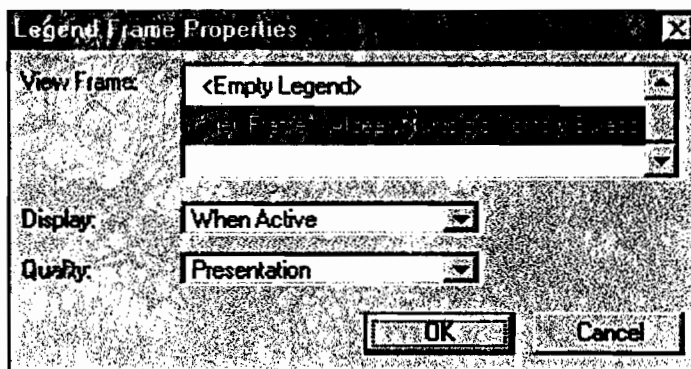 Legend Frame Properties
View Frame:
<Empty Legend>
Display:
When Active
Quality:
Presentation
OK
Cancel